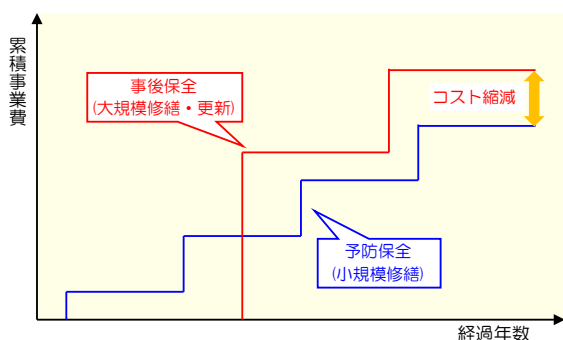 累積事業費
事後保全
(大規模修繕・更新)
コスト縮減
予防保全
(小規模修繕)
経過年数